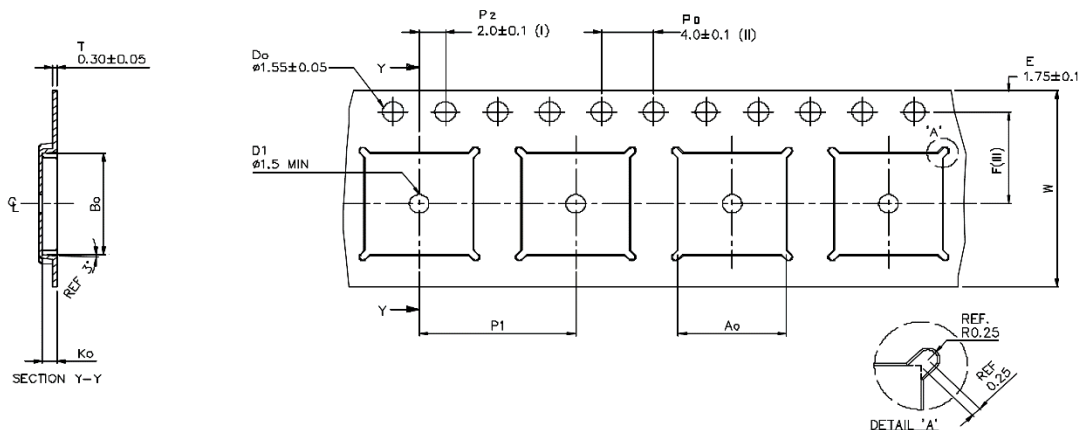 T
0.30±0.05
Bo
REF 3°
Ko
SECTION Y-Y
P2
2.0±0.1 (I)
Po
4.0±0.1 (II)
Do
ø1.55±0.05
Y
E
1.75±0.1
D1
ø1.5 MIN
'A'
F(III)
W
Y
P1
Ao
REF.
R0.25
REF
0.25
DETAIL 'A'